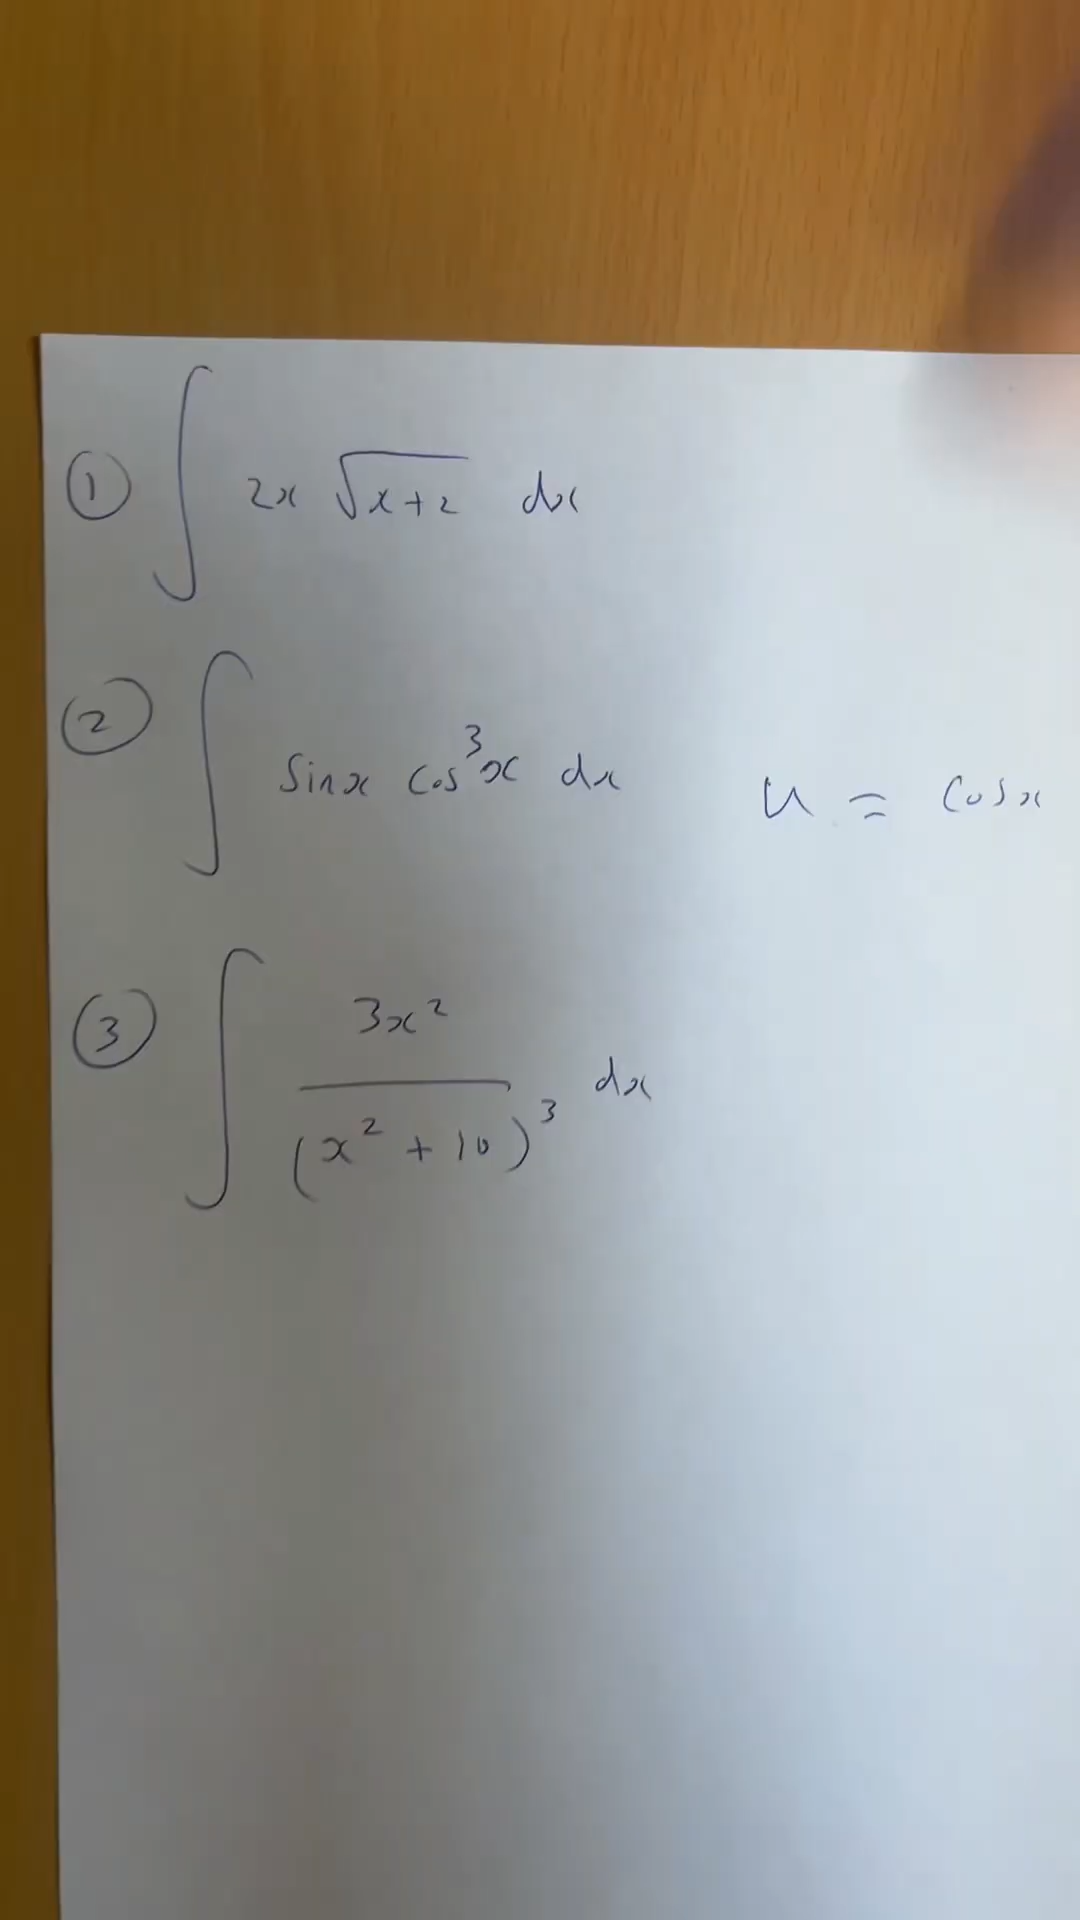 ① ∫ 2x √(x+2) dx
② ∫ sinx cos³x dx u = cosx
③ ∫ 3x² / (x² + 10)³ dx